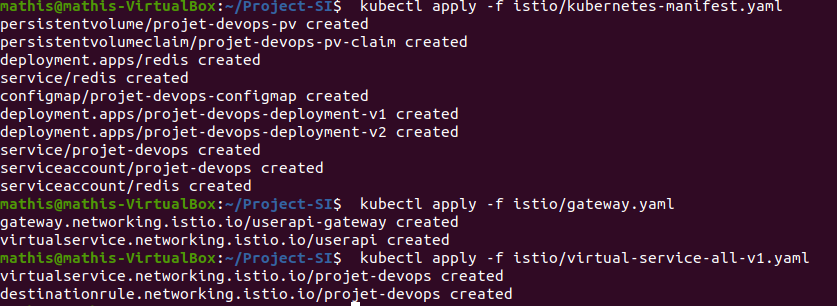 mathis@mathis-VirtualBox:~/Project-SI$ kubectl apply -f istio/kubernetes-manifest.yaml
persistentvolume/projet-devops-pv created
persistentvolumeclaim/projet-devops-pv-claim created
deployment.apps/redis created
service/redis created
configmap/projet-devops-configmap created
deployment.apps/projet-devops-deployment-v1 created
deployment.apps/projet-devops-deployment-v2 created
service/projet-devops created
serviceaccount/projet-devops created
serviceaccount/redis created
mathis@mathis-VirtualBox:~/Project-SI$ kubectl apply -f istio/gateway.yaml
gateway.networking.istio.io/userapi-gateway created
virtualservice.networking.istio.io/userapi created
mathis@mathis-VirtualBox:~/Project-SI$ kubectl apply -f istio/virtual-service-all-v1.yaml
virtualservice.networking.istio.io/projet-devops created
destinationrule.networking.istio.io/projet-devops created